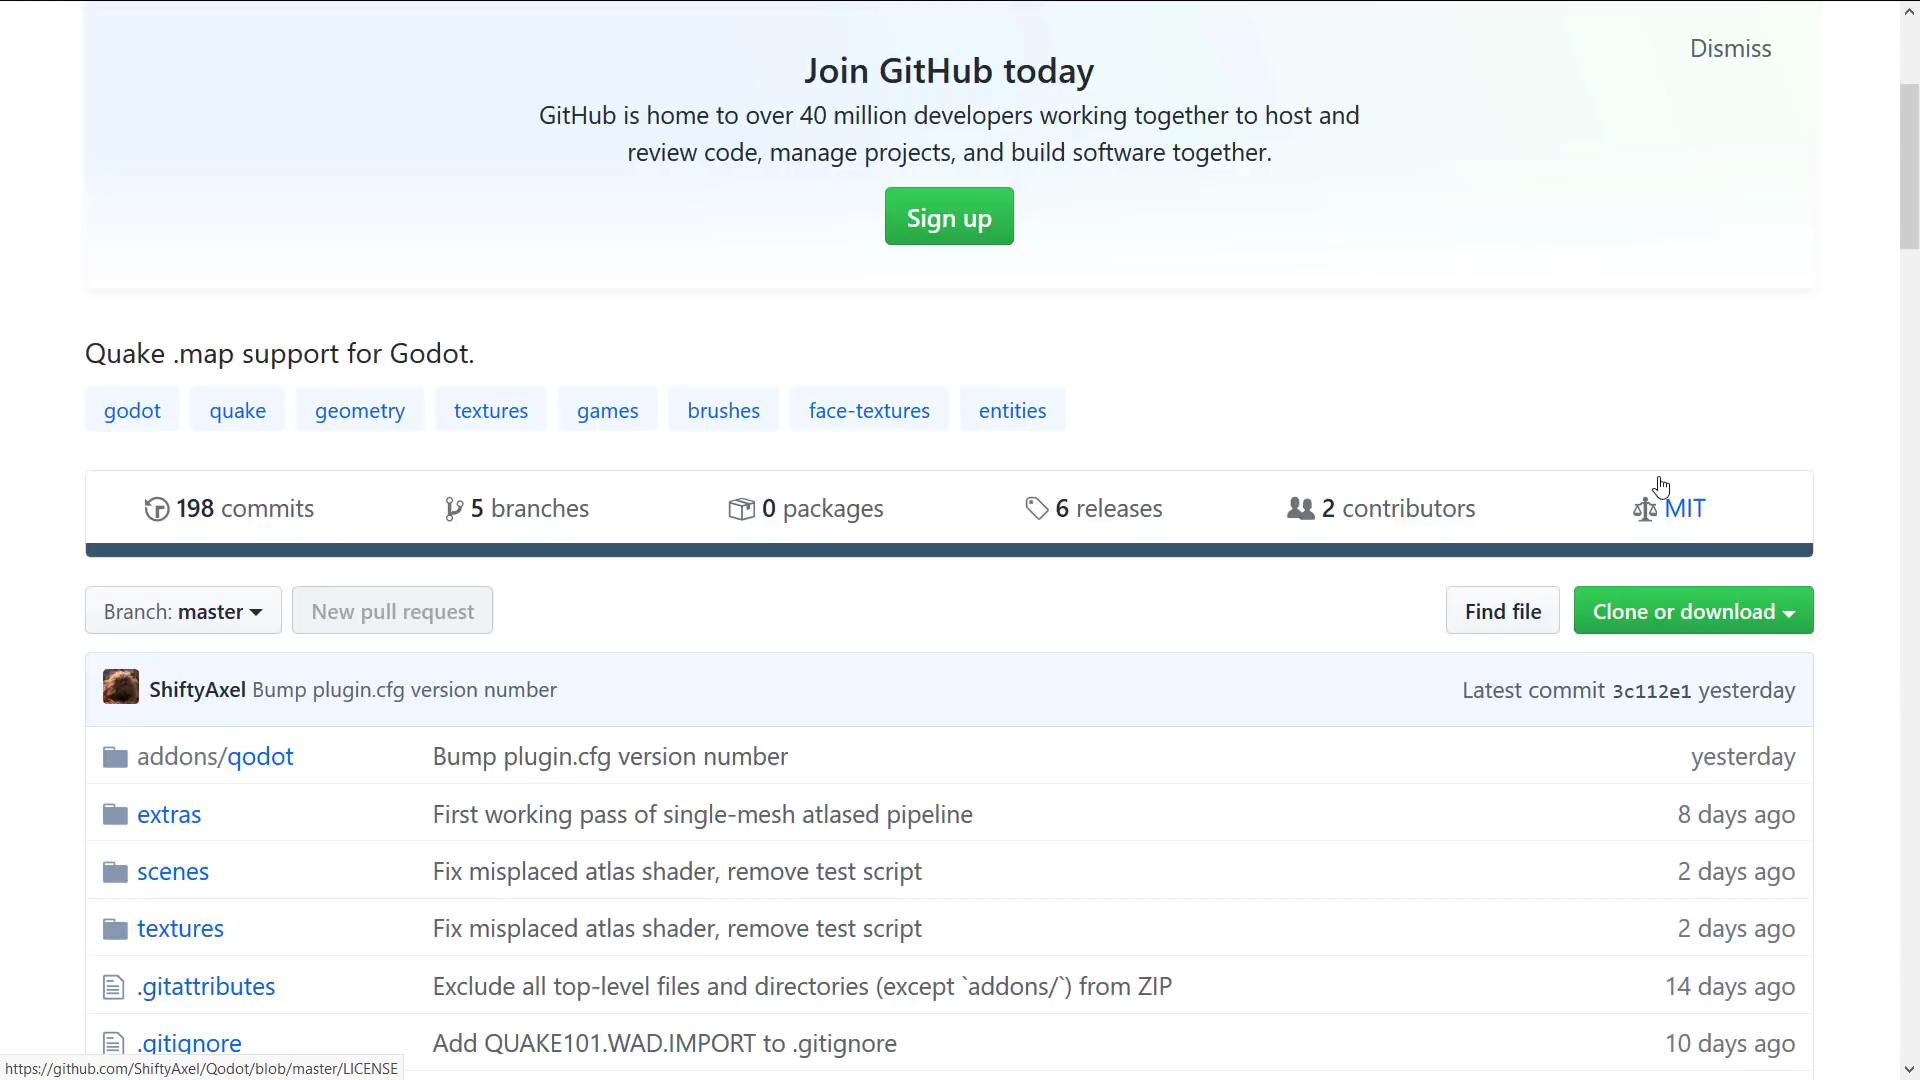 Dismiss
Join GitHub today
GitHub is home to over 40 million developers working together to host and
review code, manage projects, and build software together.
Sign up
Quake .map support for Godot.
godot quake geometry textures games brushes face-textures entities
198 commits 5 branches 0 packages 6 releases 2 contributors MIT
Branch: master New pull request Find file Clone or download
ShiftyAxel Bump plugin.cfg version number Latest commit 3c112e1 yesterday
addons/qodot Bump plugin.cfg version number yesterday
extras First working pass of single-mesh atlased pipeline 8 days ago
scenes Fix misplaced atlas shader, remove test script 2 days ago
textures Fix misplaced atlas shader, remove test script 2 days ago
.gitattributes Exclude all top-level files and directories (except `addons/`) from ZIP 14 days ago
.gitignore Add QUAKE101.WAD.IMPORT to .gitignore 10 days ago
https://github.com/ShiftyAxel/Qodot/blob/master/LICENSE